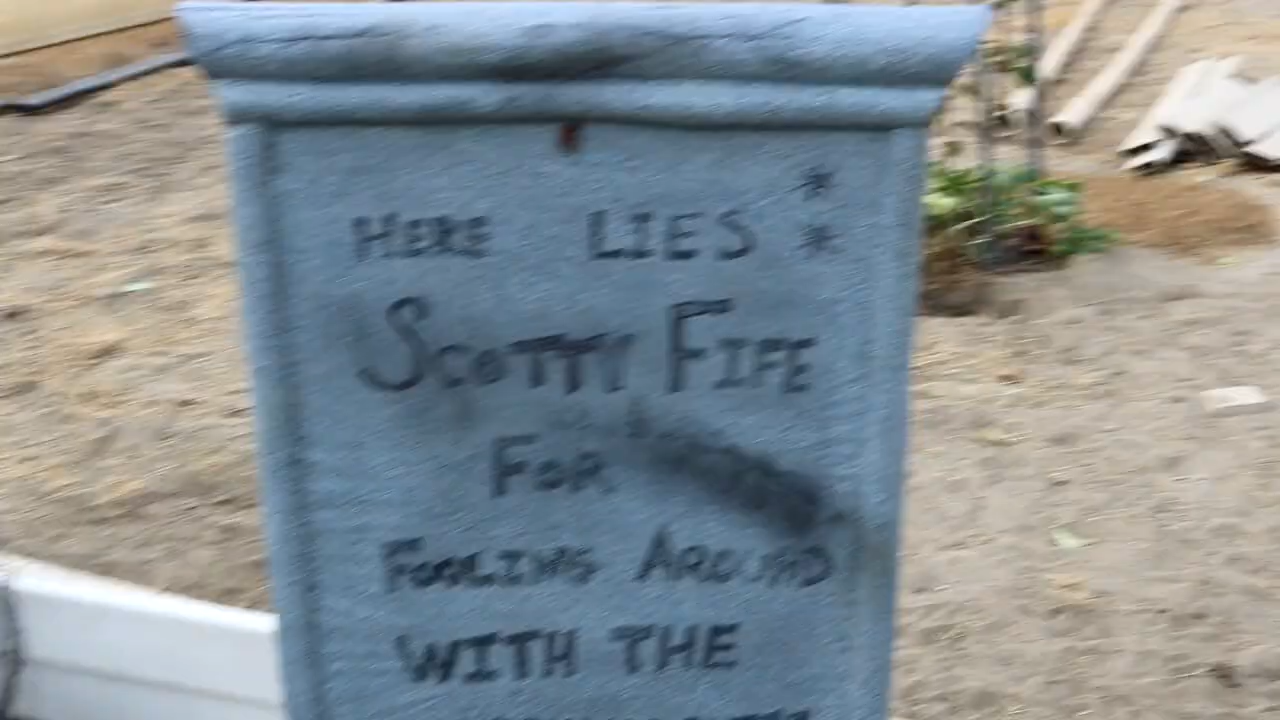 HERE LIES **
SCOTTY FIFE
FOR
FOOLING AROUND
WITH THE